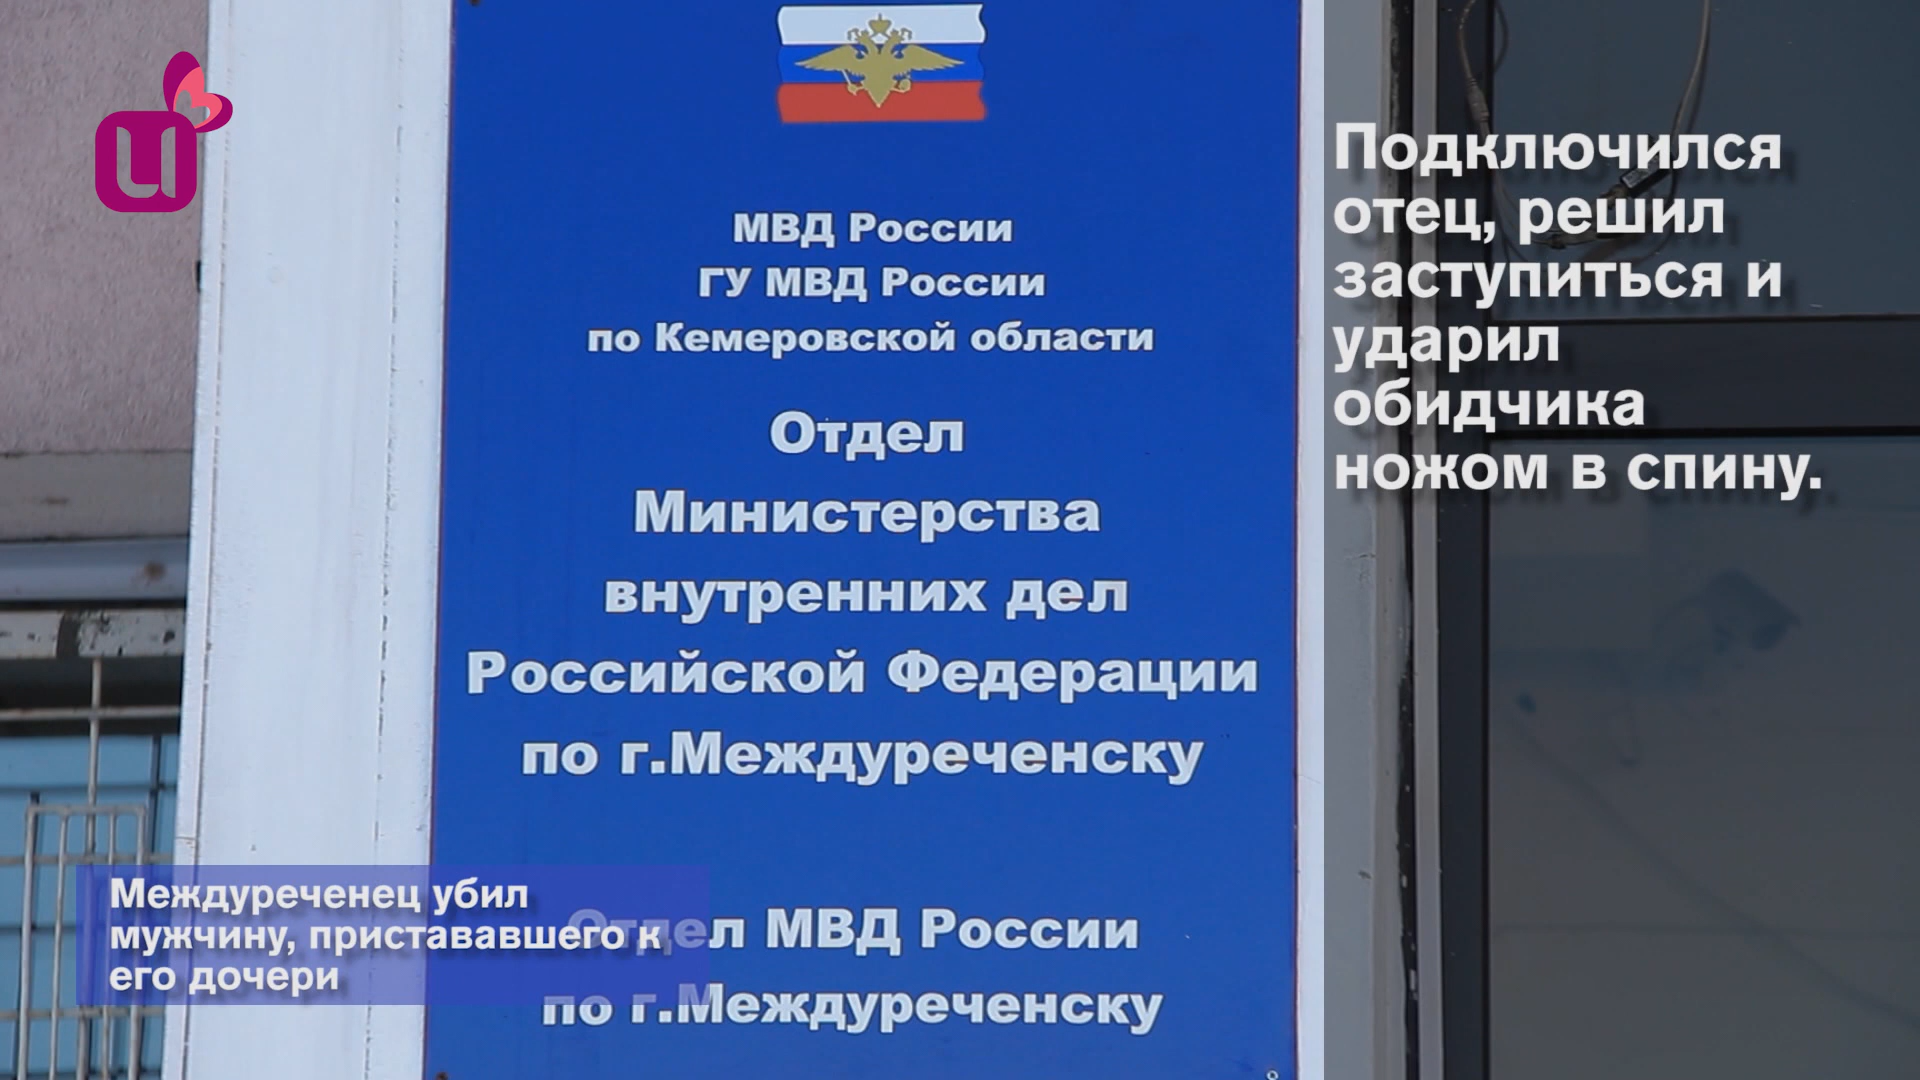 МВД России
ГУ МВД России
по Кемеровской области
Отдел
Министерства
внутренних дел
Российской Федерации
по г.Междуреченску
Отдел МВД России
по г.Междуреченску
Подключился
отец, решил
заступиться и
ударил
обидчика
ножом в спину.
Междуреченец убил
мужчину, пристававшего к
его дочери